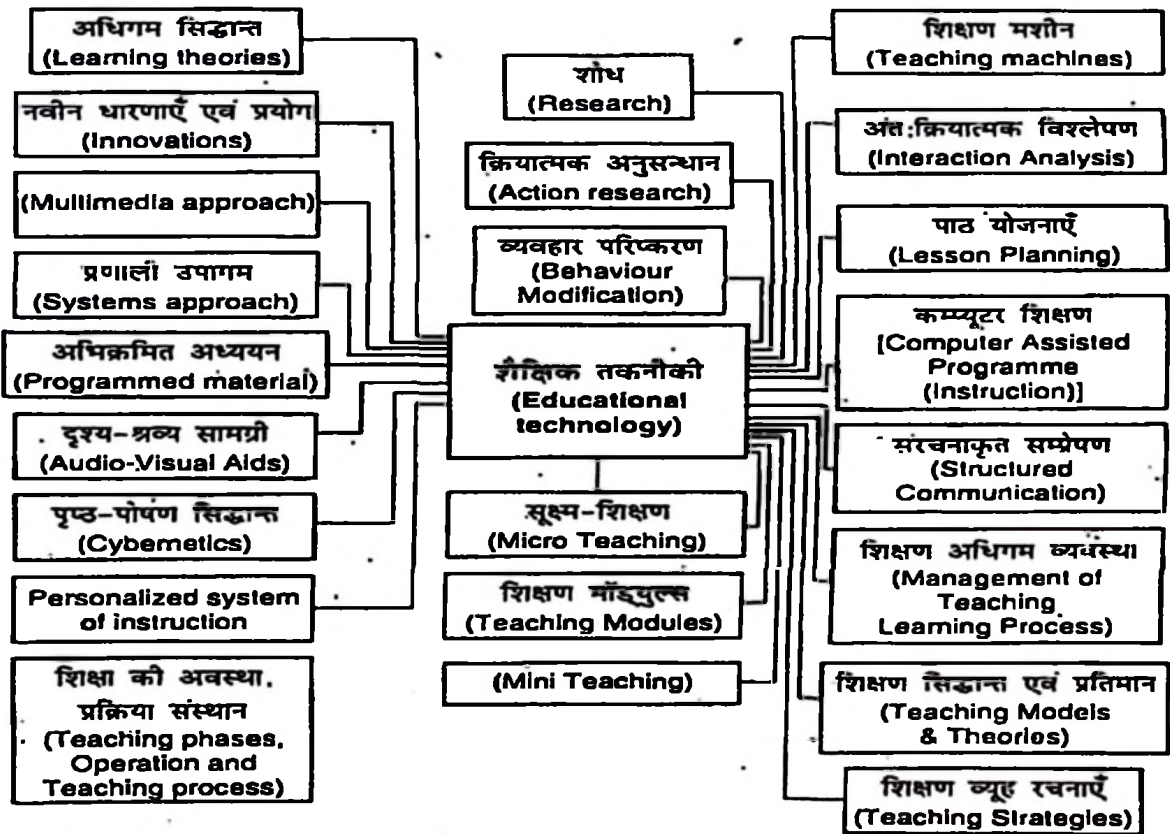 अधिगम सिद्धान्त
(Learning theories)
नवीन धारणाएँ एवं प्रयोग
(Innovations)
(Multimedia approach)
प्रणाली उपागम
(Systems approach)
अभिक्रमित अध्ययन
(Programmed material)
दृश्य-श्रव्य सामग्री
(Audio-Visual Aids)
पृष्ठ-पोषण सिद्धान्त
(Cybernetics)
Personalized system
of instruction
शिक्षा की अवस्था,
प्रक्रिया संस्थान
(Teaching phases,
Operation and
Teaching process)
शोध
(Research)
क्रियात्मक अनुसन्धान
(Action research)
व्यवहार परिष्करण
(Behaviour
Modification)
शैक्षिक तकनीकी
(Educational
technology)
सूक्ष्म-शिक्षण
(Micro Teaching)
शिक्षण मॉड्युल्स
(Teaching Modules)
(Mini Teaching)
शिक्षण मशीन
(Teaching machines)
अंत:क्रियात्मक विश्लेषण
(Interaction Analysis)
पाठ योजनाएँ
(Lesson Planning)
कम्प्यूटर शिक्षण
[Computer Assisted
Programme
(Instruction)]
संरचनाकृत सम्प्रेषण
(Structured
Communication)
शिक्षण अधिगम व्यवस्था
(Management of
Teaching
Learning Process)
शिक्षण सिद्धान्त एवं प्रतिमान
(Teaching Models
& Theories)
शिक्षण व्यूह रचनाएँ
(Teaching Strategies)